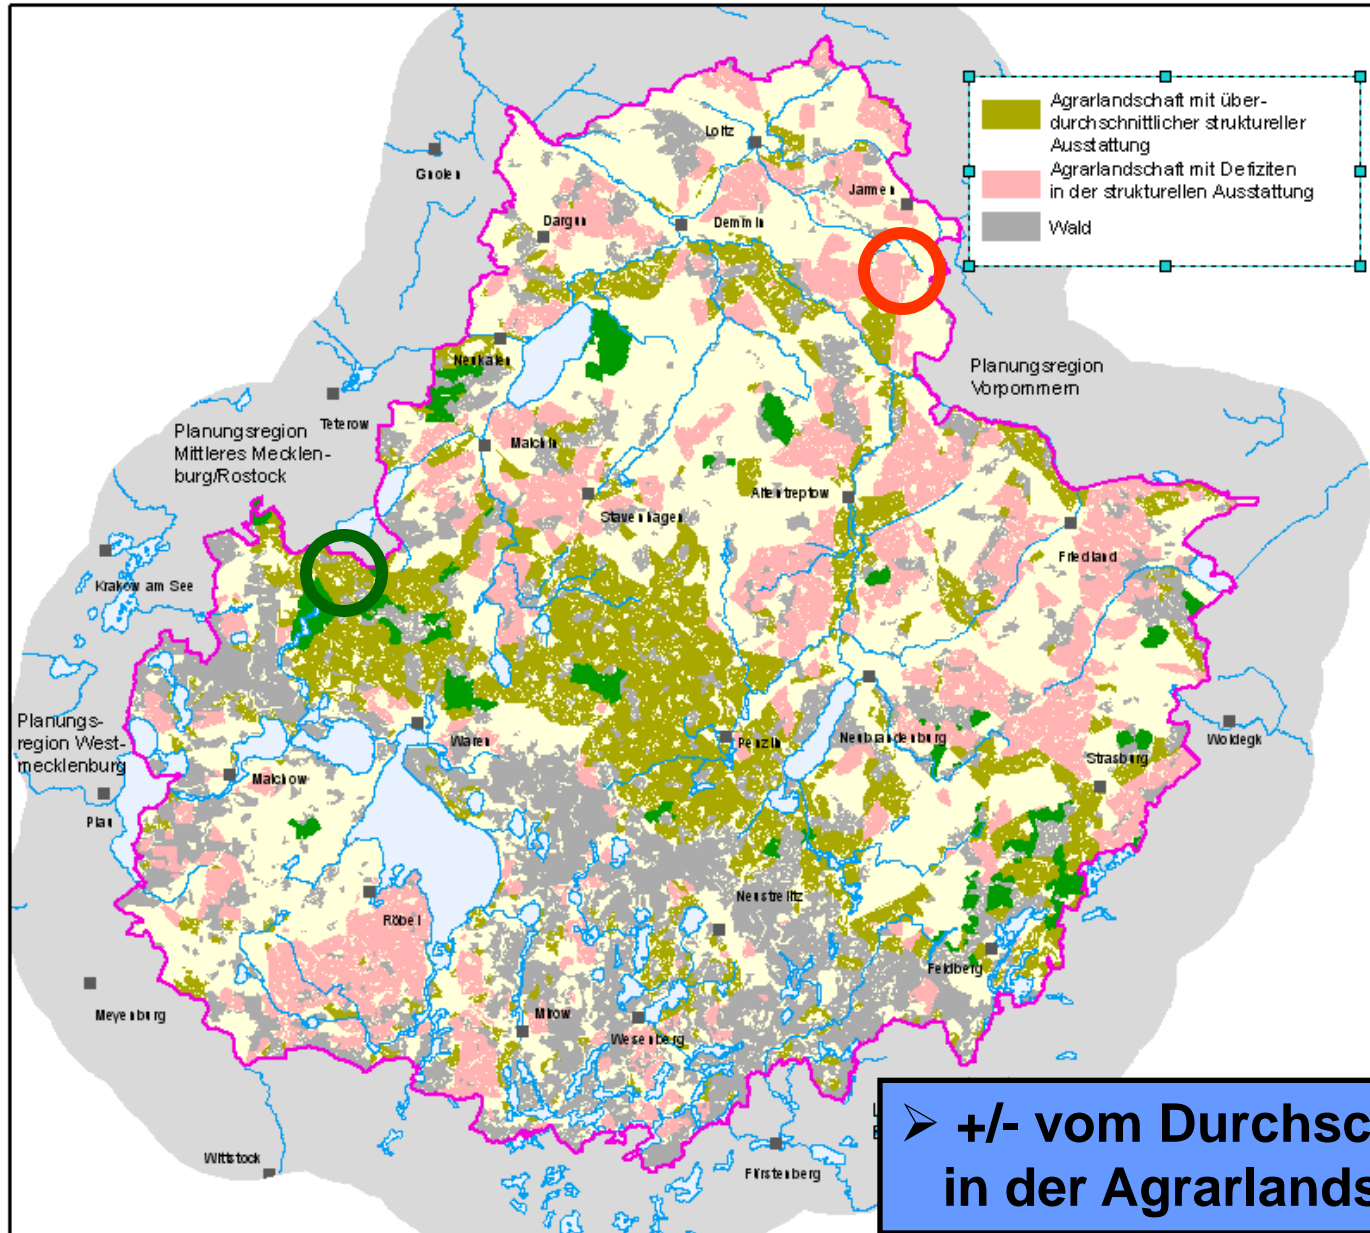 Agrarlandschaft mit über-
durchschnittlicher struktureller
Ausstattung
Agrarlandschaft mit Defiziten
in der strukturellen Ausstattung
Wald
Loitz
Gnoien
Jarmen
Dargun
Demmin
Neukalen
Planungsregion
Vorpommern
Teterow
Planungsregion
Mittleres Mecklen-
burg/Rostock
Malchin
Altentreptow
Stavenhagen
Friedland
Krakow am See
Planungs-
region West-
mecklenburg
Waren
Penzlin
Neubrandenburg
Woldegk
Strasburg
Malchow
Plau
Neustrelitz
Röbel
Feldberg
Meyenburg
Mirow
Wesenberg
Wittstock
Fürstenberg
➢ +/- vom Durchsc
in der Agrarlands